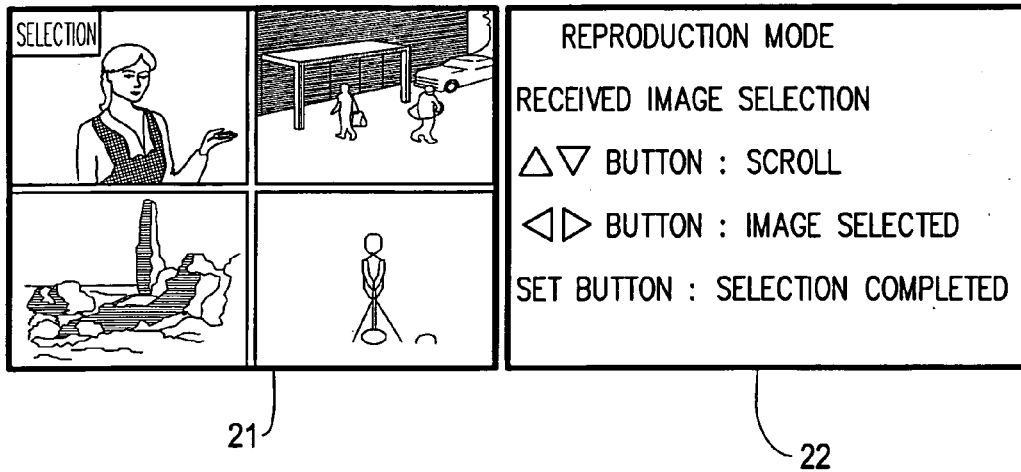 SELECTION
REPRODUCTION MODE
RECEIVED IMAGE SELECTION
△▽ BUTTON : SCROLL
◁▷ BUTTON : IMAGE SELECTED
SET BUTTON : SELECTION COMPLETED
21
22